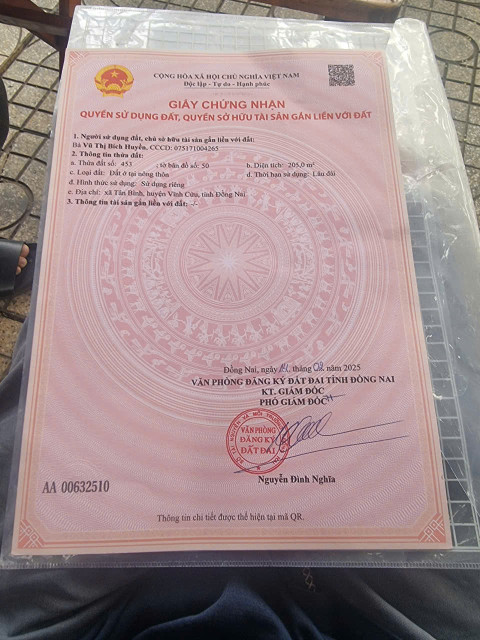 CỘNG HÒA XÃ HỘI CHỦ NGHĨA VIỆT NAM
Độc lập - Tự do - Hạnh phúc
GIẤY CHỨNG NHẬN
QUYỀN SỬ DỤNG ĐẤT, QUYỀN SỞ HỮU TÀI SẢN GẮN LIỀN VỚI ĐẤT
1. Người sử dụng đất, chủ sở hữu tài sản gắn liền với đất:
Bà Vũ Thị Bích Huyền, CCCD: 075171004265
2. Thông tin thửa đất:
a. Thửa đất số: 453 ; tờ bản đồ số: 50 b. Diện tích: 205,0 m²
c. Loại đất: Đất ở tại nông thôn d. Thời hạn sử dụng: Lâu dài
đ. Hình thức sử dụng: Sử dụng riêng
e. Địa chỉ: xã Tân Bình, huyện Vĩnh Cửu, tỉnh Đồng Nai
3. Thông tin tài sản gắn liền với đất: -/-
Đồng Nai, ngày 14 tháng 02 năm 2025
VĂN PHÒNG ĐĂNG KÝ ĐẤT ĐAI TỈNH ĐỒNG NAI
KT. GIÁM ĐỐC
PHÓ GIÁM ĐỐC
VĂN PHÒNG
ĐĂNG KÝ
ĐẤT ĐAI
Nguyễn Đình Nghĩa
AA 00632510
Thông tin chi tiết được thể hiện tại mã QR.